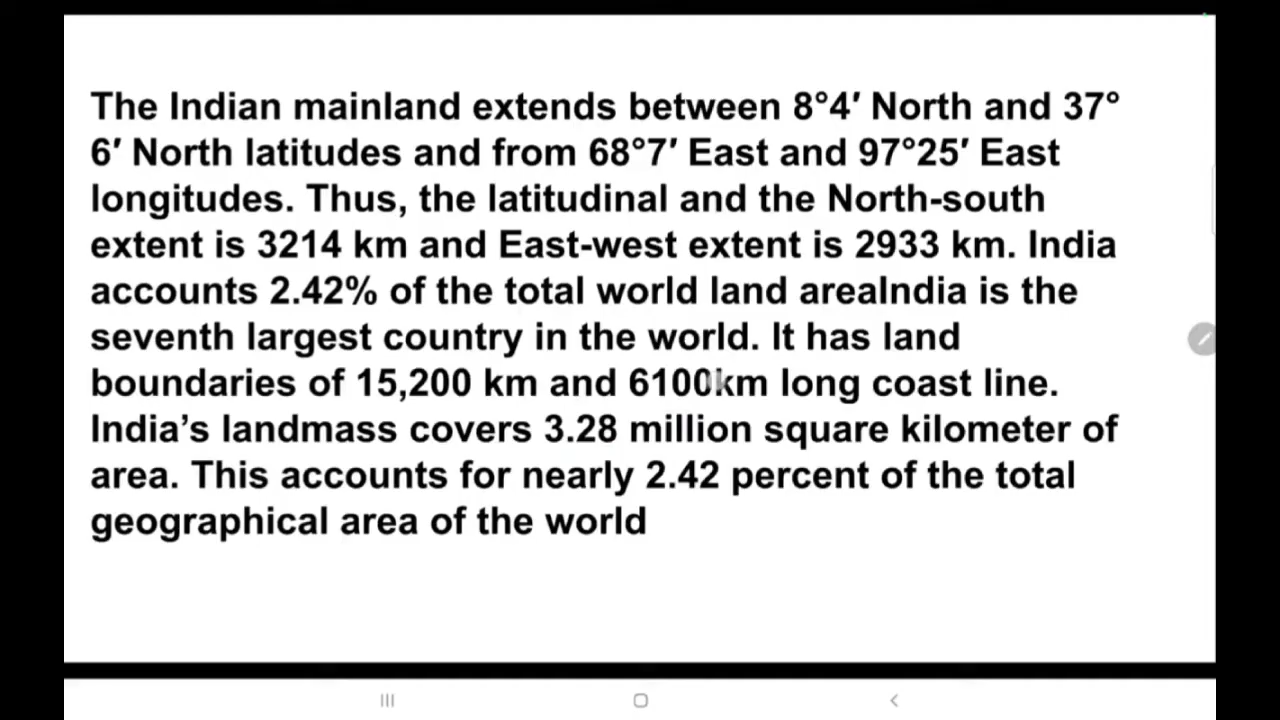 The Indian mainland extends between 8°4′ North and 37°
6′ North latitudes and from 68°7′ East and 97°25′ East
longitudes. Thus, the latitudinal and the North-south
extent is 3214 km and East-west extent is 2933 km. India
accounts 2.42% of the total world land areaIndia is the
seventh largest country in the world. It has land
boundaries of 15,200 km and 6100km long coast line.
India’s landmass covers 3.28 million square kilometer of
area. This accounts for nearly 2.42 percent of the total
geographical area of the world